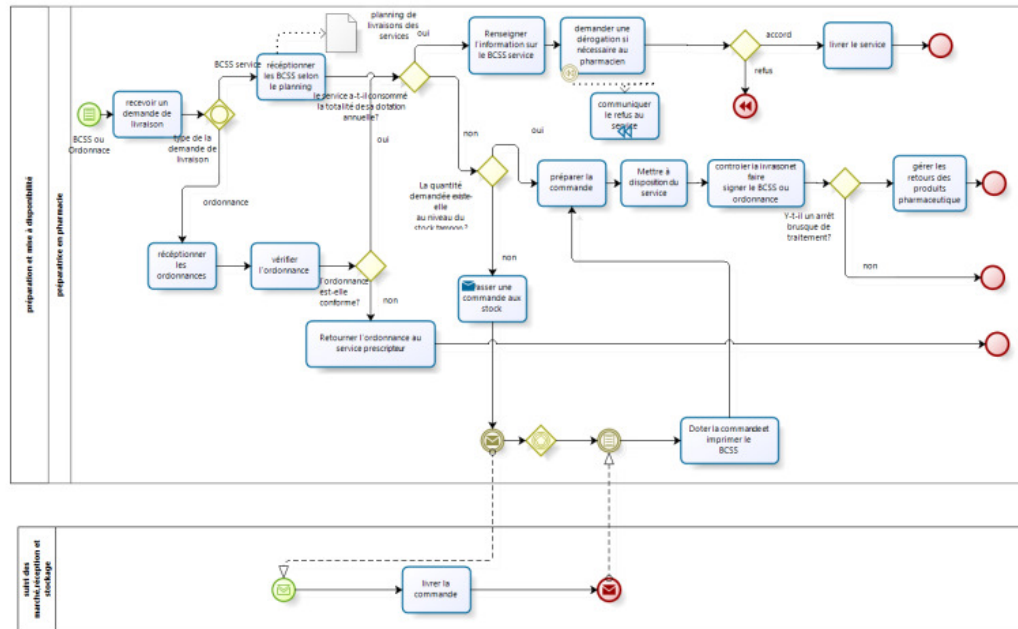 préparation et mise à disponibilité
préparatrice en pharmacie
BCSS ou
Ordonnace
recevoir un
demande de
livraison
BCSS service
type de la
demande de
livraison
ordonnance
récéptionner
les BCSS selon
le planning
planning de
livraisons des
services
le service a-t-il consommé
la totalité de sa dotation
annuelle?
oui
non
Renseigner
l'information sur
le BCSS service
demander une
dérogation si
nécessaire au
pharmacien
communiquer
le refus au
service
accord
refus
livrer le service
oui
La quantité
demandée existe-
elle
au niveau du
stock tampon?
non
oui
préparer la
commande
Mettre à
disposition du
service
controler la livraison et
faire
signer le BCSS ou
ordonnance
Y-t-il un arrêt
brusque de
traitement?
non
gérer les
retours des
produits
pharmaceutique
récéptionner
les
ordonnances
vérifier
l'ordonnance
l'ordonnance
est-elle
conforme?
non
Retourner l'ordonnance au
service prescripteur
Passer une
commande aux
stock
Doter la commande et
imprimer le
BCSS
suivi des
marché,réception et
stockage
livrer la
commande